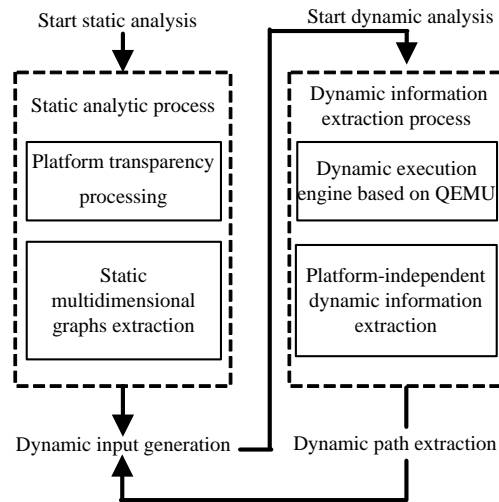 Start static analysis
Static analytic process
Platform transparency
processing
Static
multidimensional
graphs extraction
Dynamic input generation
Start dynamic analysis
Dynamic information
extraction process
Dynamic execution
engine based on QEMU
Platform-independent
dynamic information
extraction
Dynamic path extraction